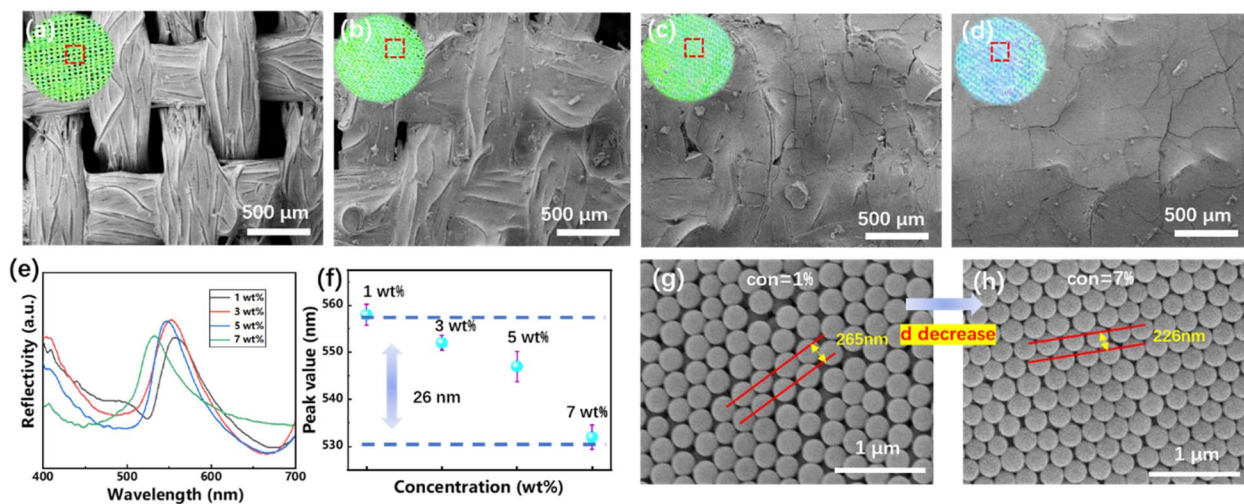 (a)
500 μm
(b)
500 μm
(c)
500 μm
(d)
500 μm
(e)
Reflectivity (a.u.)
1 wt%
3 wt%
5 wt%
7 wt%
400
500
600
700
Wavelength (nm)
(f)
Peak value (nm)
560
550
540
530
1 wt%
3 wt%
5 wt%
7 wt%
26 nm
Concentration (wt%)
(g)
con=1%
265nm
1 μm
d decrease
(h)
con=7%
226nm
1 μm